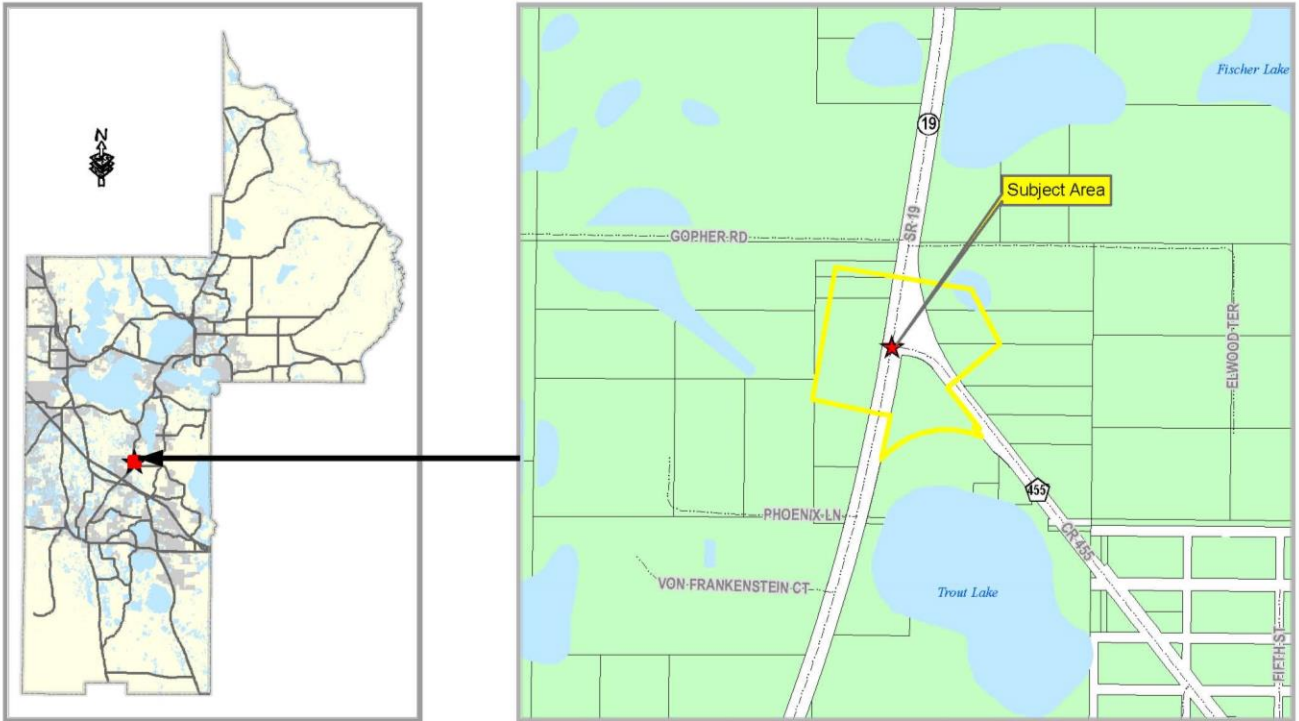 N
Fischer Lake
19
Subject Area
SR 19
GOPHER RD
ELWOOD TER
455
PHOENIX LN
CR 455
VON FRANKENSTEIN CT
Trout Lake
FIFTH ST